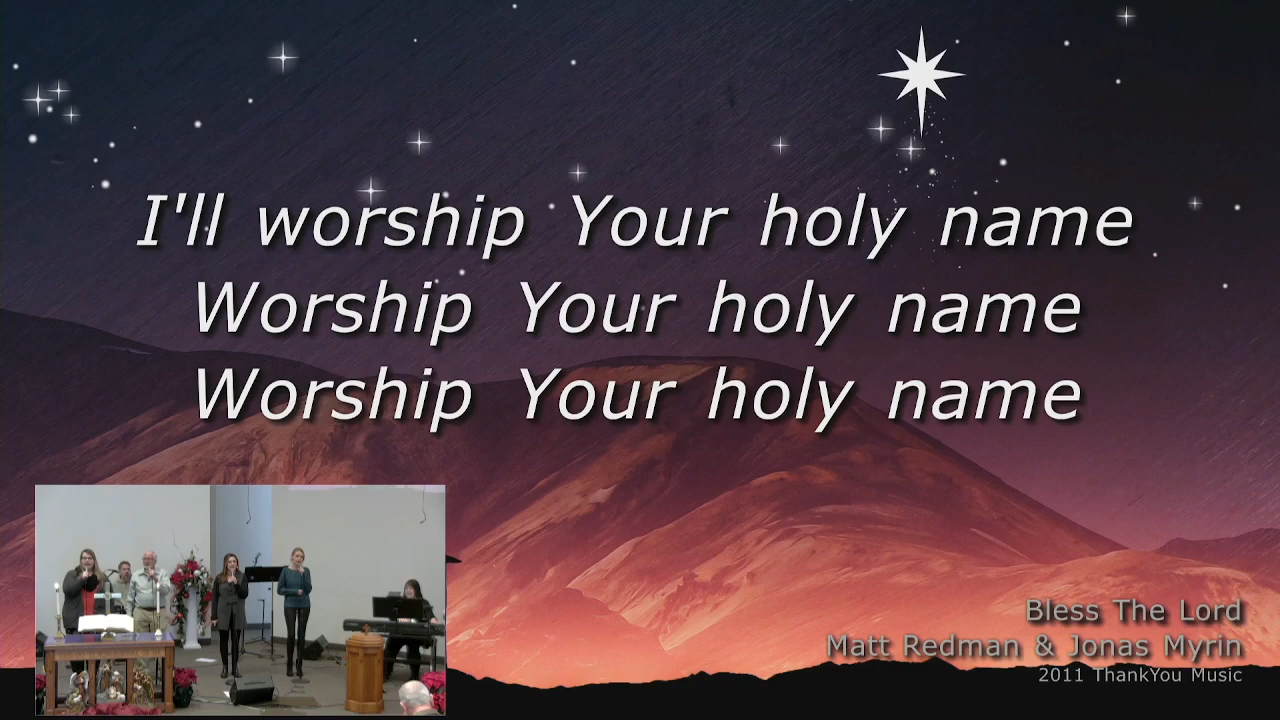 I'll worship Your holy name
Worship Your holy name
Worship Your holy name
Bless The Lord
Matt Redman & Jonas Myrin
2011 ThankYou Music